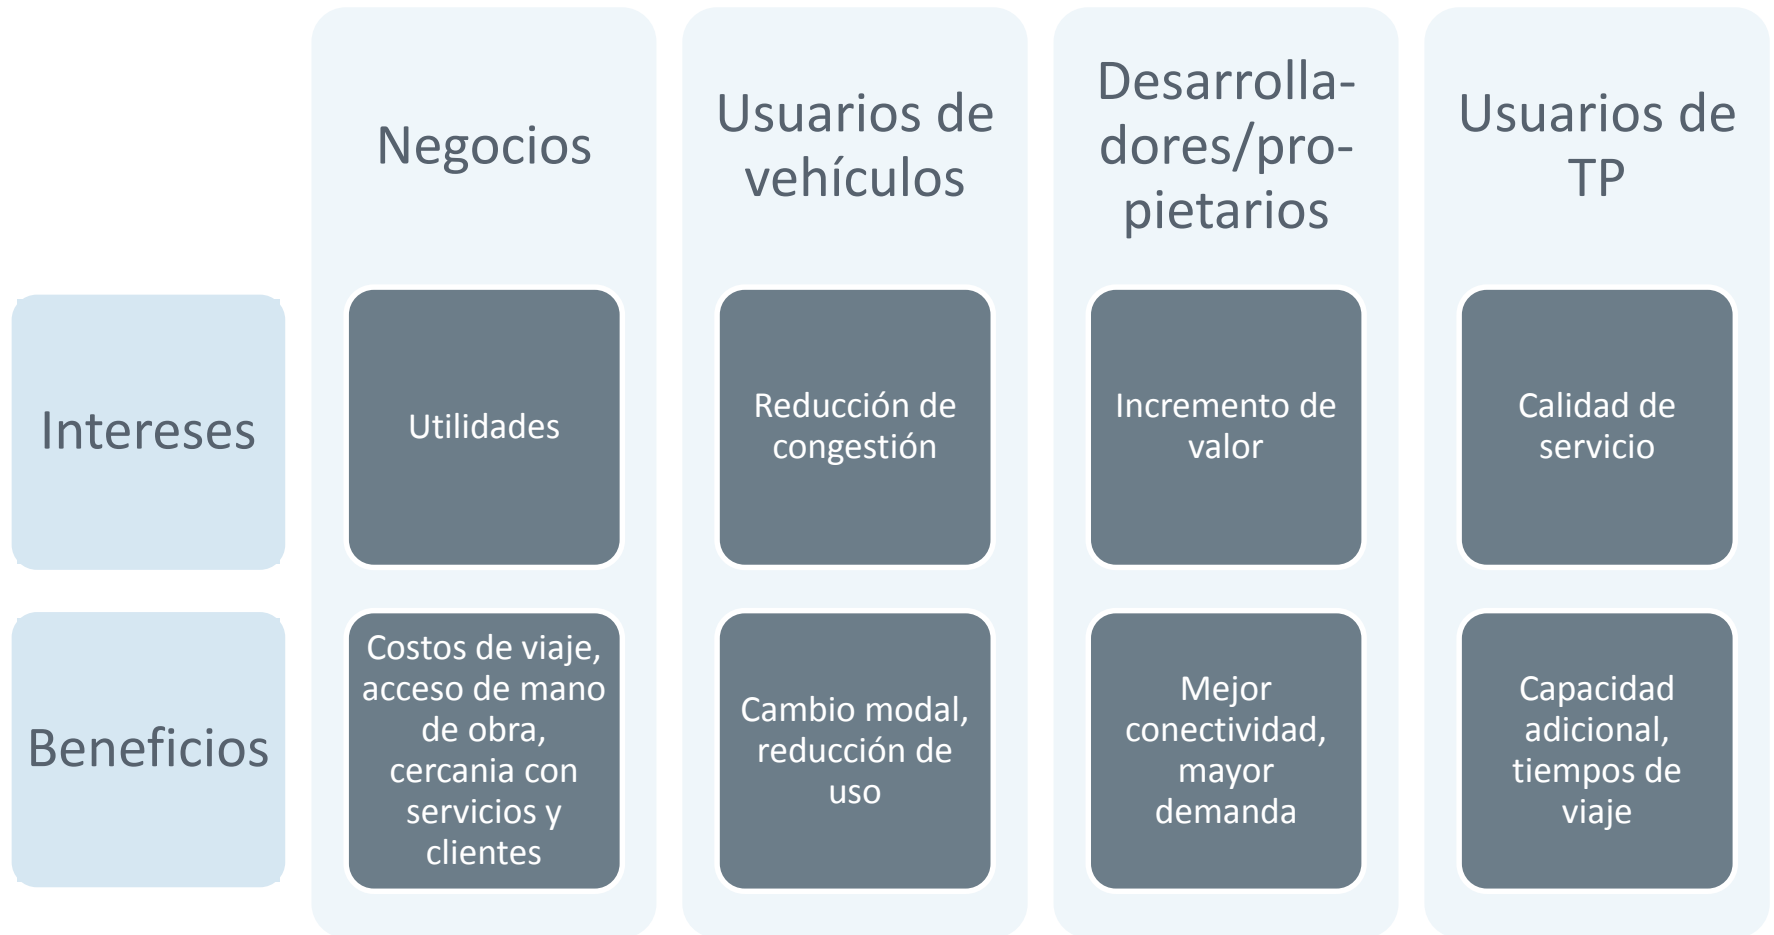 Negocios
Usuarios de
vehículos
Desarrolla-
dores/pro-
pietarios
Usuarios de
TP
Intereses
Utilidades
Reducción de
congestión
Incremento de
valor
Calidad de
servicio
Beneficios
Costos de viaje,
acceso de mano
de obra,
cercania con
servicios y
clientes
Cambio modal,
reducción de
uso
Mejor
conectividad,
mayor
demanda
Capacidad
adicional,
tiempos de
viaje